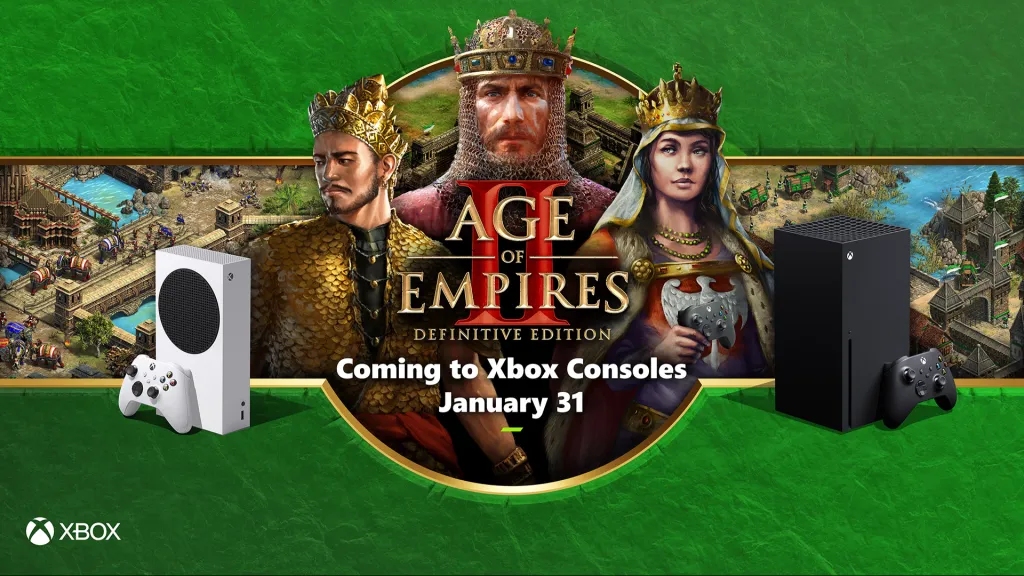 II
AGE
OF
EMPIRES
DEFINITIVE EDITION
Coming to Xbox Consoles
January 31
XBOX